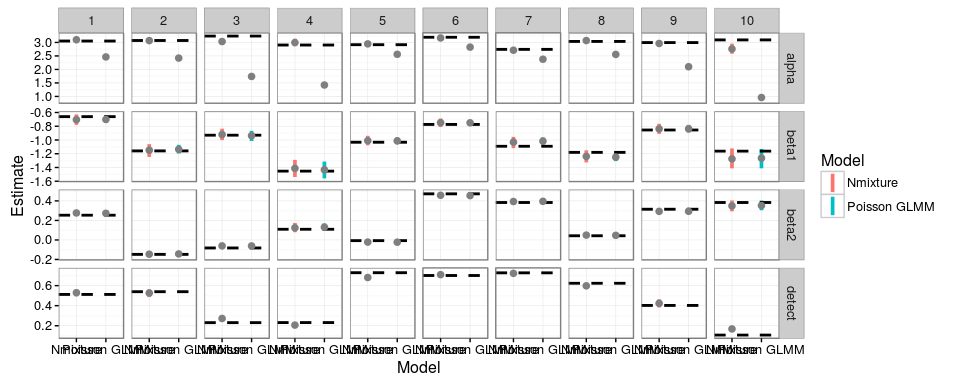 1 2 3 4 5 6 7 8 9 10
3.0
2.5
2.0
1.5
1.0
alpha
-0.6
-0.8
-1.0
-1.2
-1.4
-1.6
beta1
Estimate
0.4
0.2
0.0
-0.2
beta2
0.6
0.4
0.2
detect
Model
Model
Nmixture
Poisson GLMM